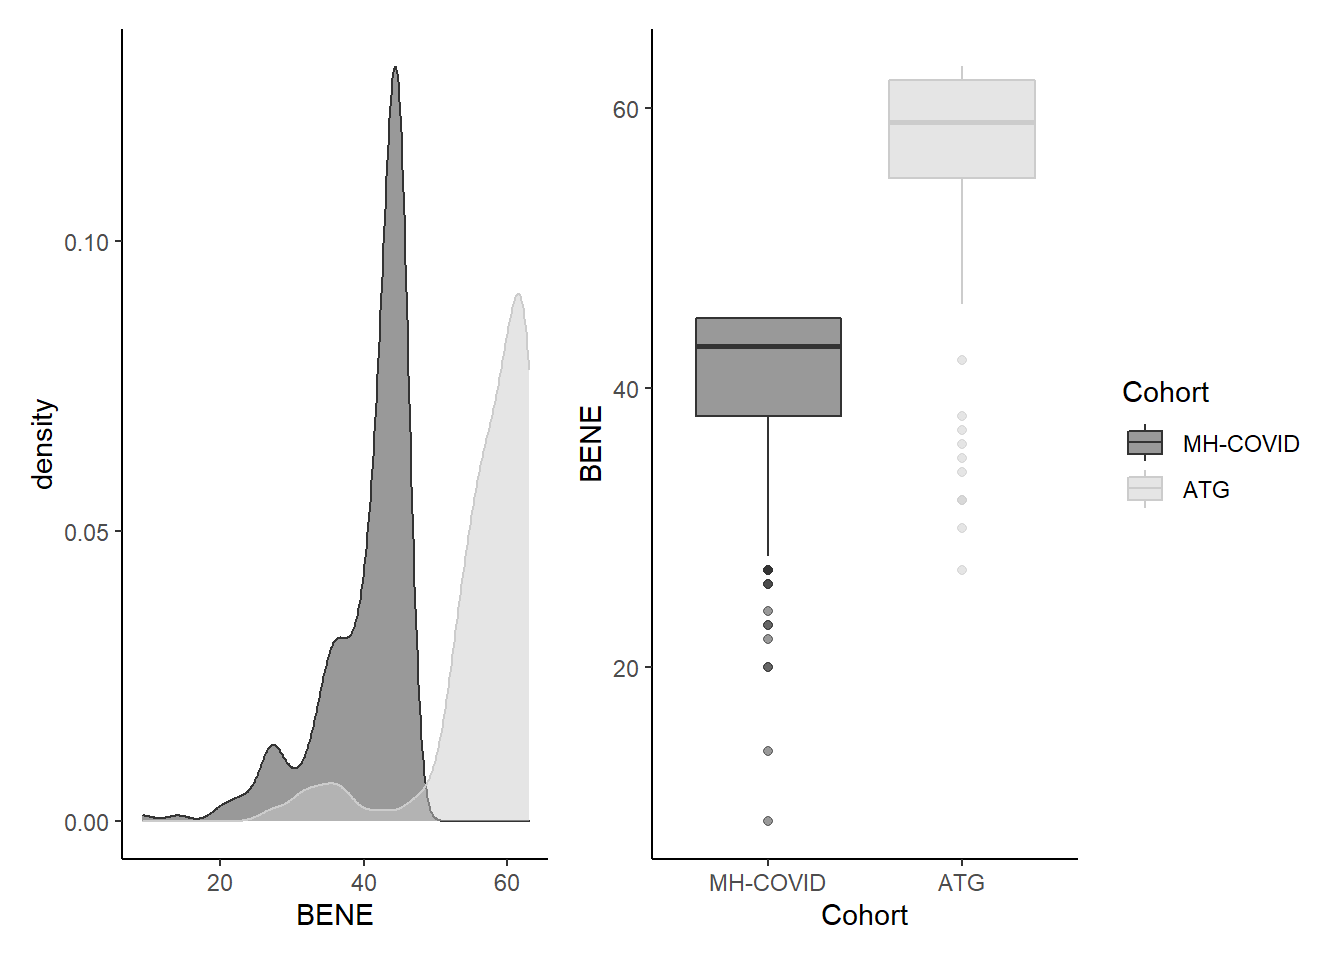 density
0.10
0.05
0.00
20 40 60
BENE
BENE
60
40
20
MH-COVID ATG
Cohort
Cohort
MH-COVID
ATG